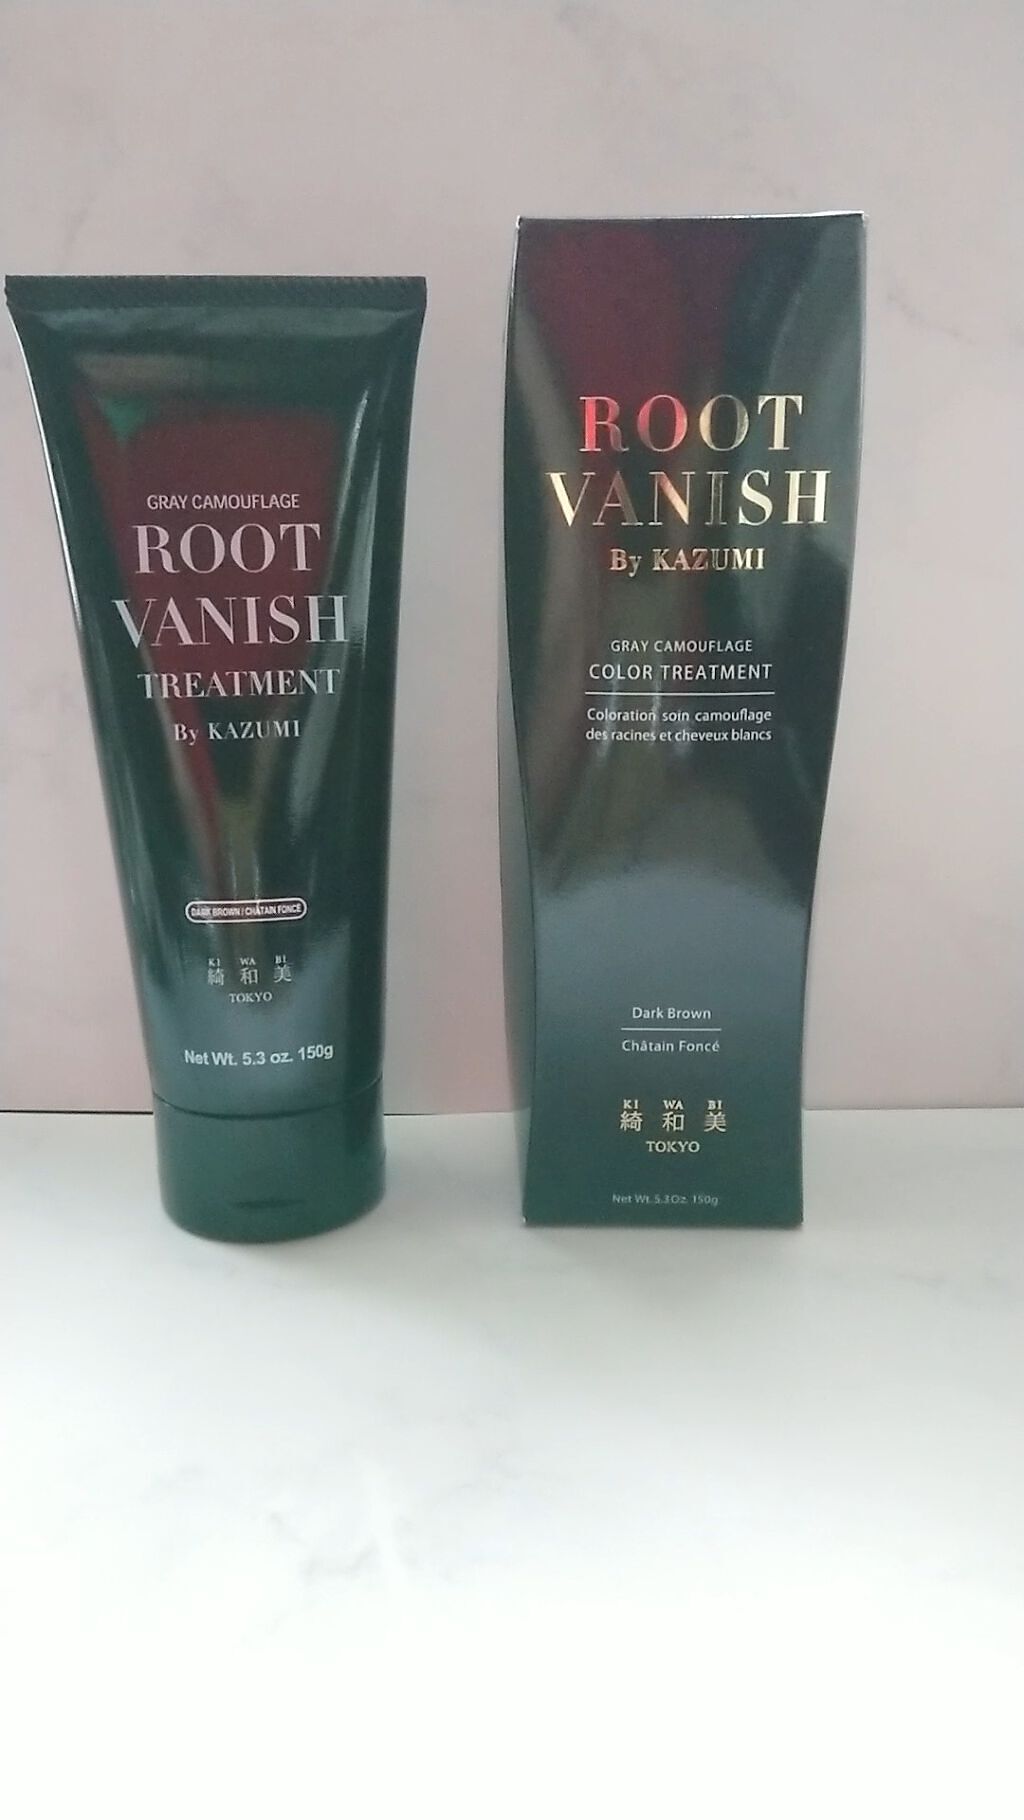 GRAY CAMOUFLAGE
ROOT
VANISH
TREATMENT
By KAZUMI
DARK BROWN / CHÂTAIN FONCÉ
KI WA BI
綺 和 美
TOKYO
Net Wt. 5.3 oz. 150g
ROOT
VANISH
By KAZUMI
GRAY CAMOUFLAGE
COLOR TREATMENT
Coloration soin camouflage
des racines et cheveux blancs
Dark Brown
Châtain Foncé
KI WA BI
綺 和 美
TOKYO
Net Wt. 5.3Oz. 150g